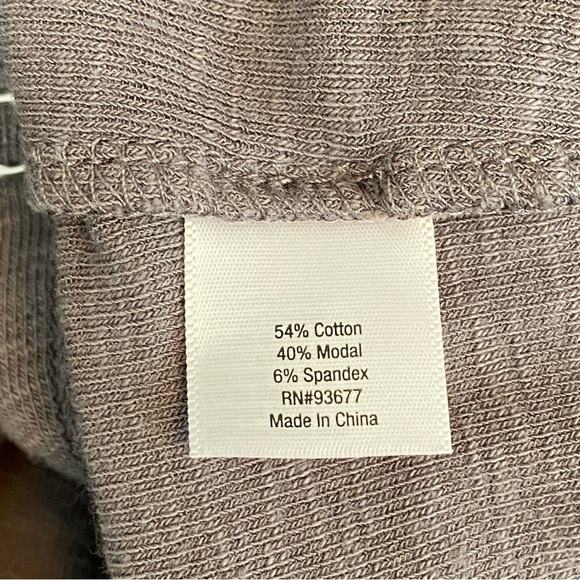 54% Cotton
40% Modal
6% Spandex
RN#93677
Made In China